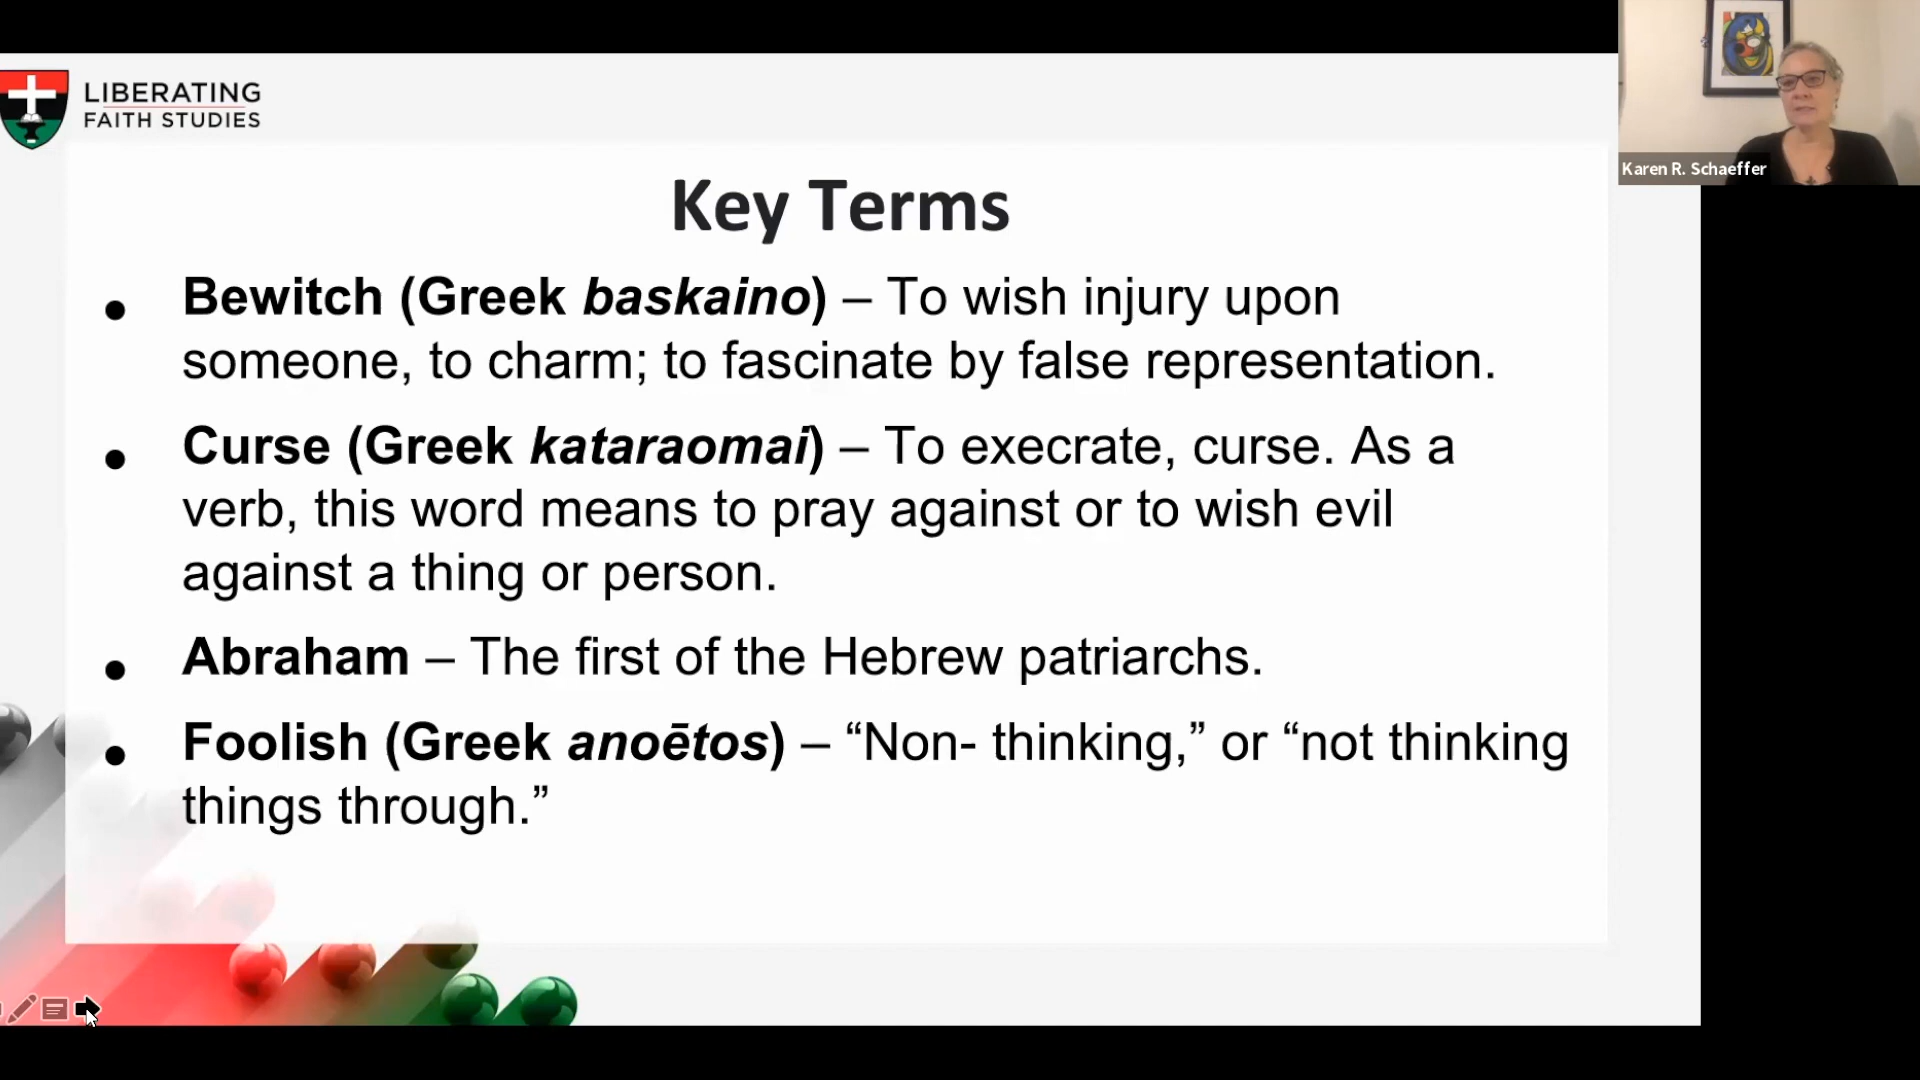 LIBERATING
FAITH STUDIES
Karen R. Schaeffer
Key Terms
• Bewitch (Greek baskaino) – To wish injury upon
someone, to charm; to fascinate by false representation.
• Curse (Greek kataraomai) – To execrate, curse. As a
verb, this word means to pray against or to wish evil
against a thing or person.
• Abraham – The first of the Hebrew patriarchs.
• Foolish (Greek anoētos) – “Non- thinking,” or “not thinking
things through.”